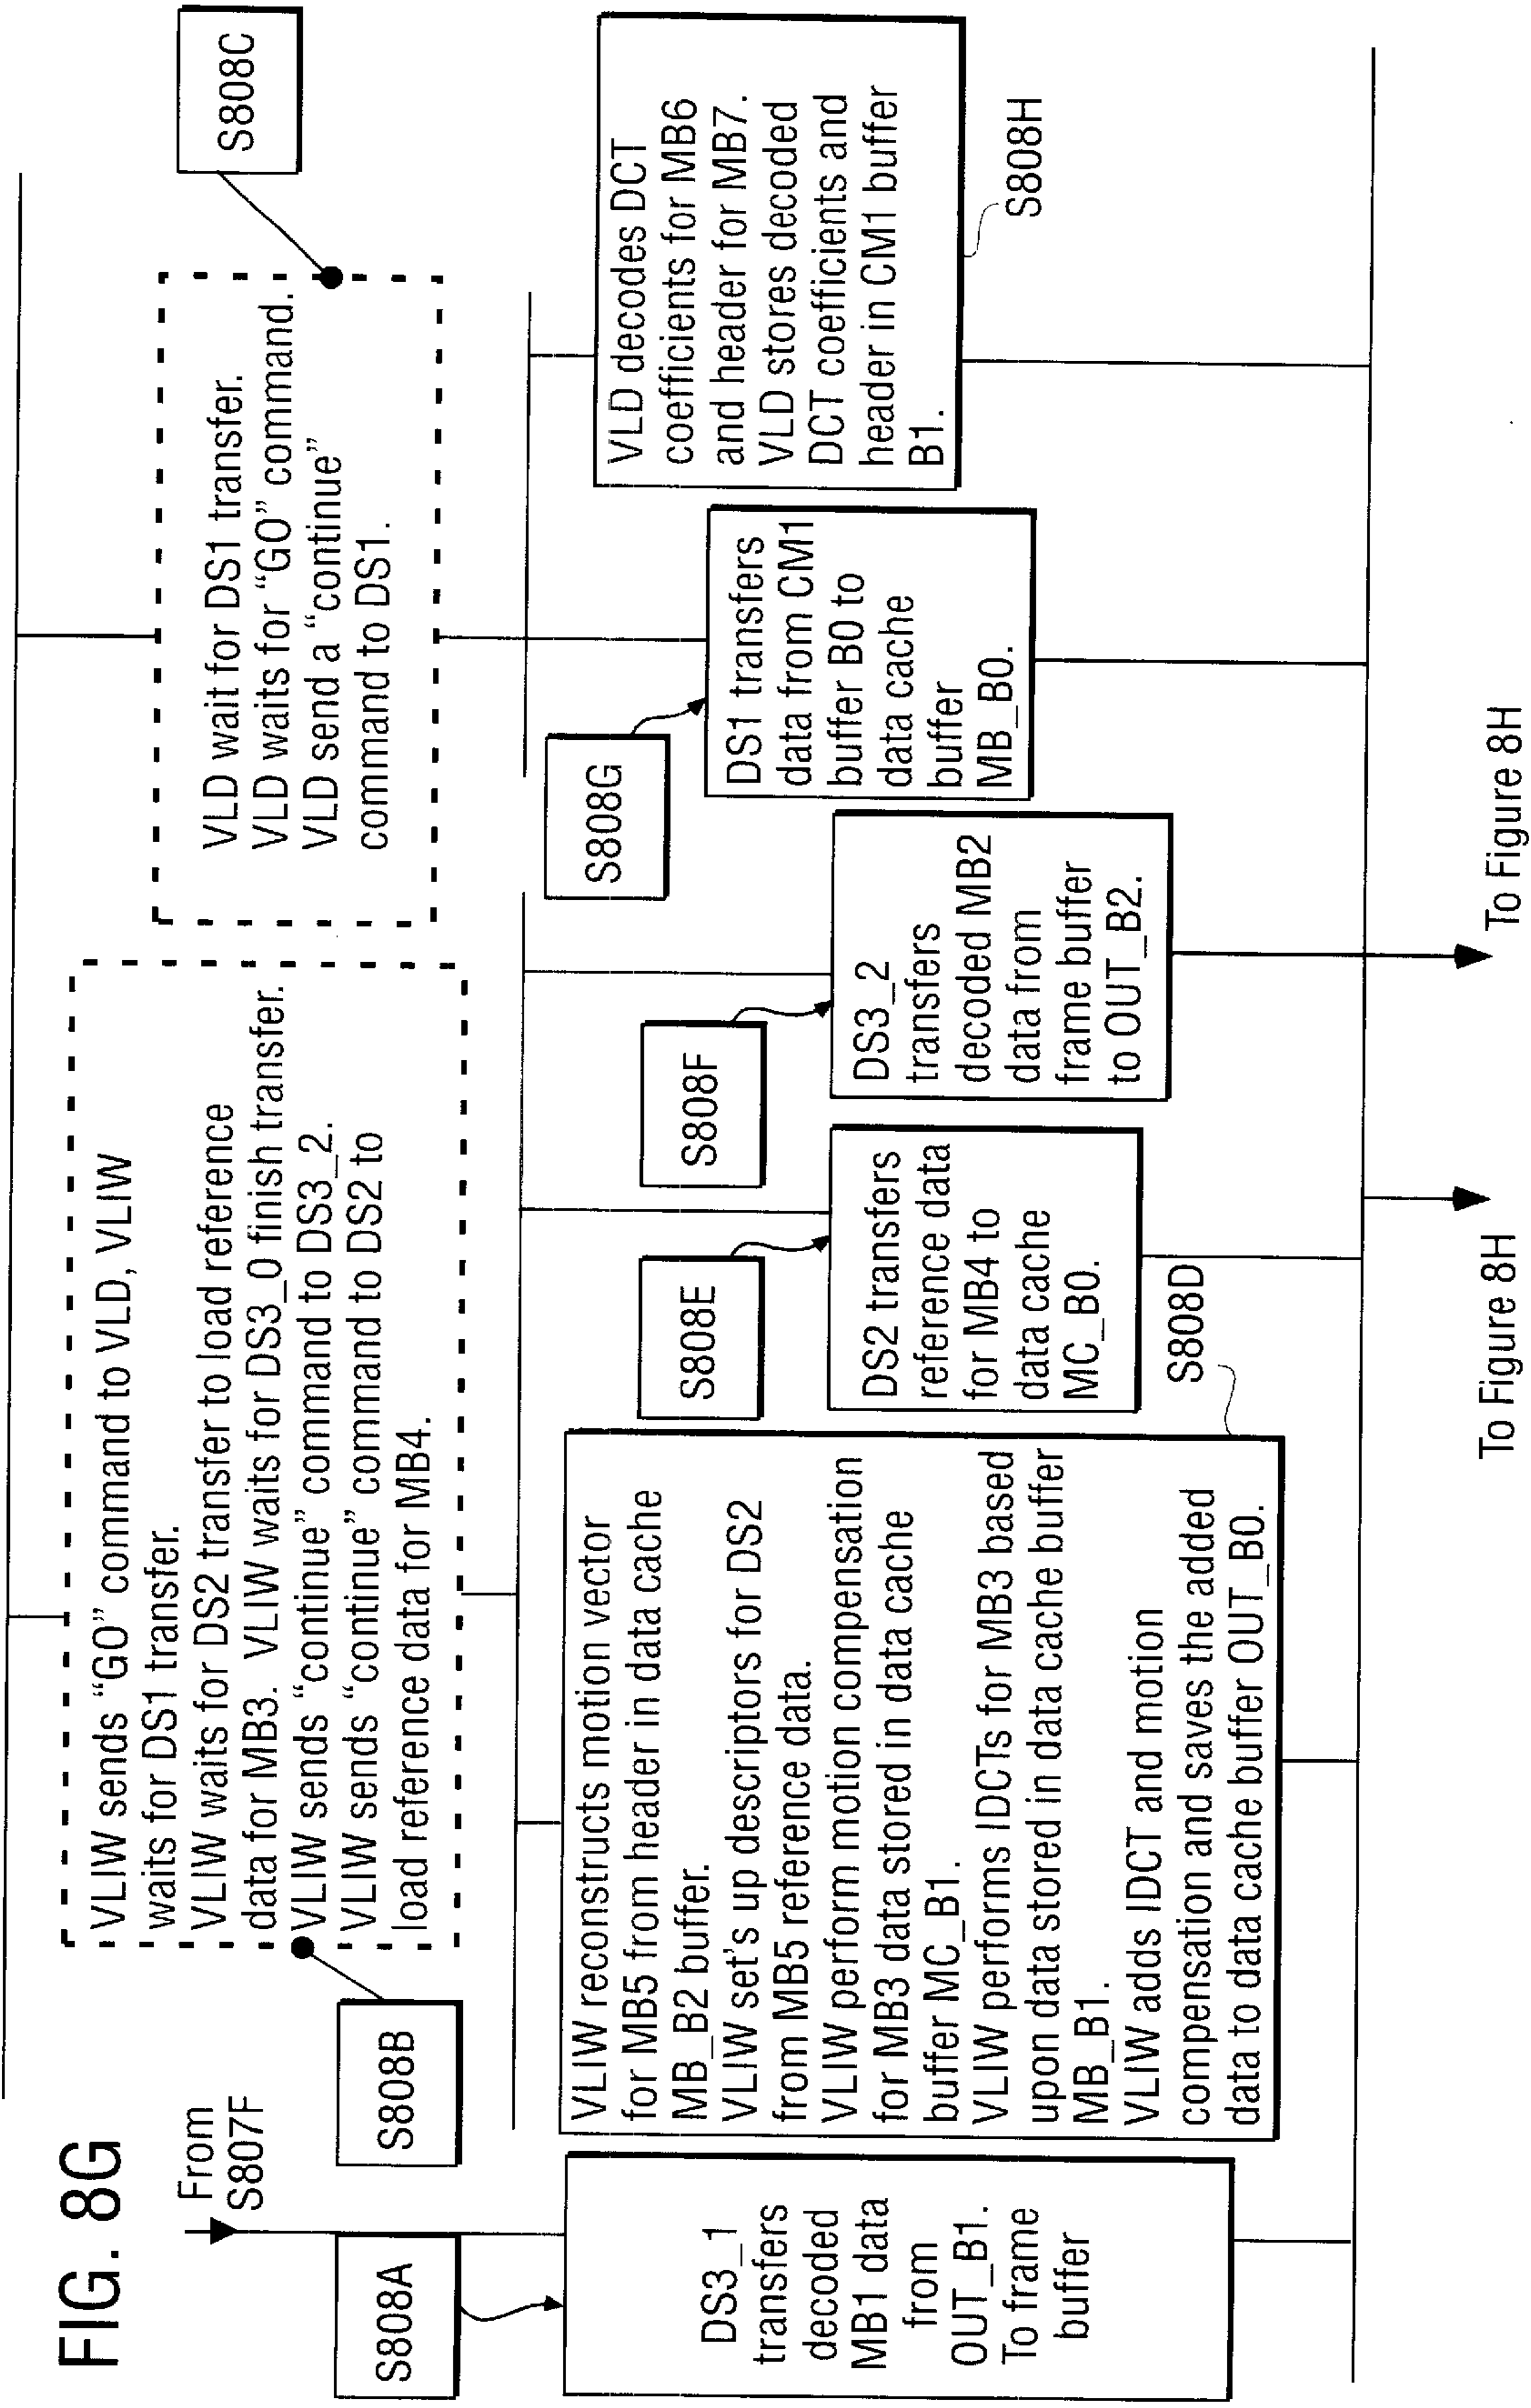 FIG. 8G
From
S807F
S808A
DS3_1
transfers
decoded
MB1 data
from
OUT_B1.
To frame
buffer
S808B
VLIW sends “GO” command to VLD, VLIW
waits for DS1 transfer.
VLIW waits for DS2 transfer to load reference
data for MB3. VLIW waits for DS3_0 finish transfer.
VLIW sends “continue” command to DS3_2.
VLIW sends “continue” command to DS2 to
load reference data for MB4.
VLIW reconstructs motion vector
for MB5 from header in data cache
MB_B2 buffer.
VLIW set's up descriptors for DS2
from MB5 reference data.
VLIW perform motion compensation
for MB3 data stored in data cache
buffer MC_B1.
VLIW performs IDCTs for MB3 based
upon data stored in data cache buffer
MB_B1.
VLIW adds IDCT and motion
compensation and saves the added
data to data cache buffer OUT_B0.
S808D
S808E
DS2 transfers
reference data
for MB4 to
data cache
MC_B0.
S808F
DS3_2
transfers
decoded MB2
data from
frame buffer
to OUT_B2.
S808C
VLD wait for DS1 transfer.
VLD waits for “GO” command.
VLD send a “continue”
command to DS1.
S808G
DS1 transfers
data from CM1
buffer B0 to
data cache
buffer
MB_B0.
VLD decodes DCT
coefficients for MB6
and header for MB7.
VLD stores decoded
DCT coefficients and
header in CM1 buffer
B1.
S808H
To Figure 8H
To Figure 8H